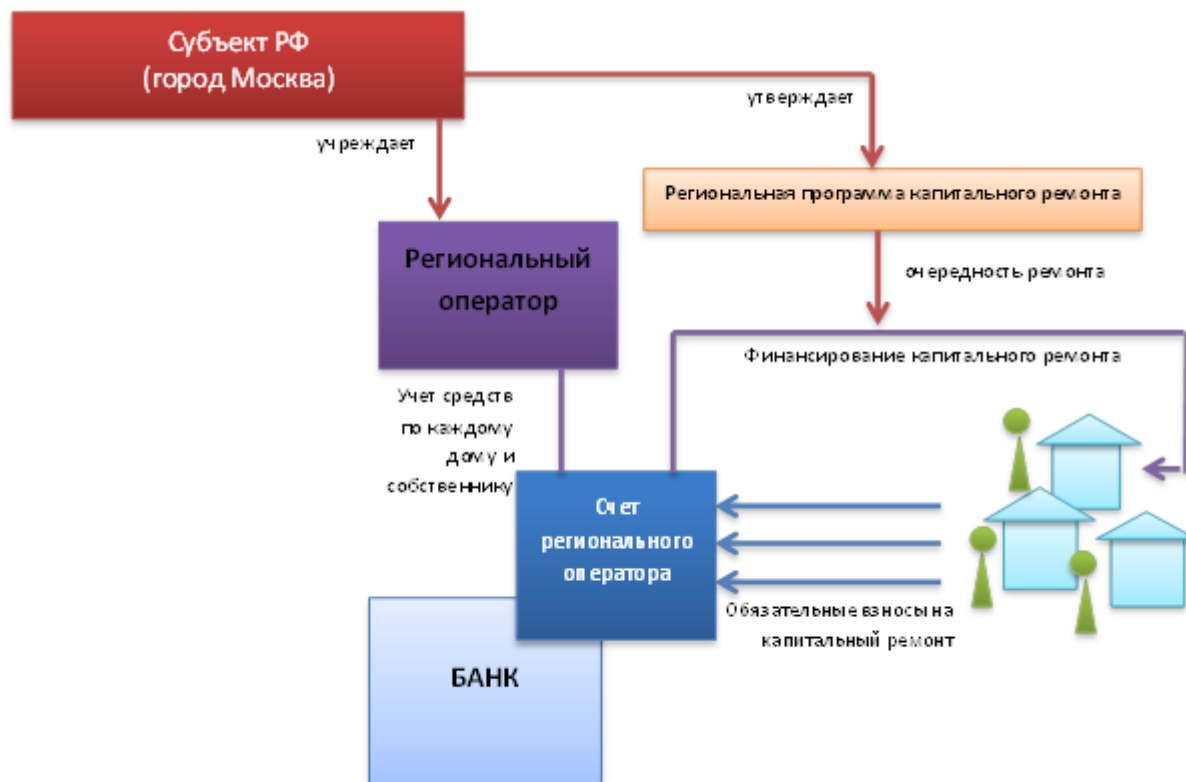 Субъект РФ
(город Москва)
утверждает
учреждает
Региональная программа капитального ремонта
Региональный
оператор
очередность ремонта
Финансирование капитального ремонта
Учет средств
по каждому
дому и
собственнику
Счет
регионального
оператора
Обязательные взносы на
капитальный ремонт
БАНК